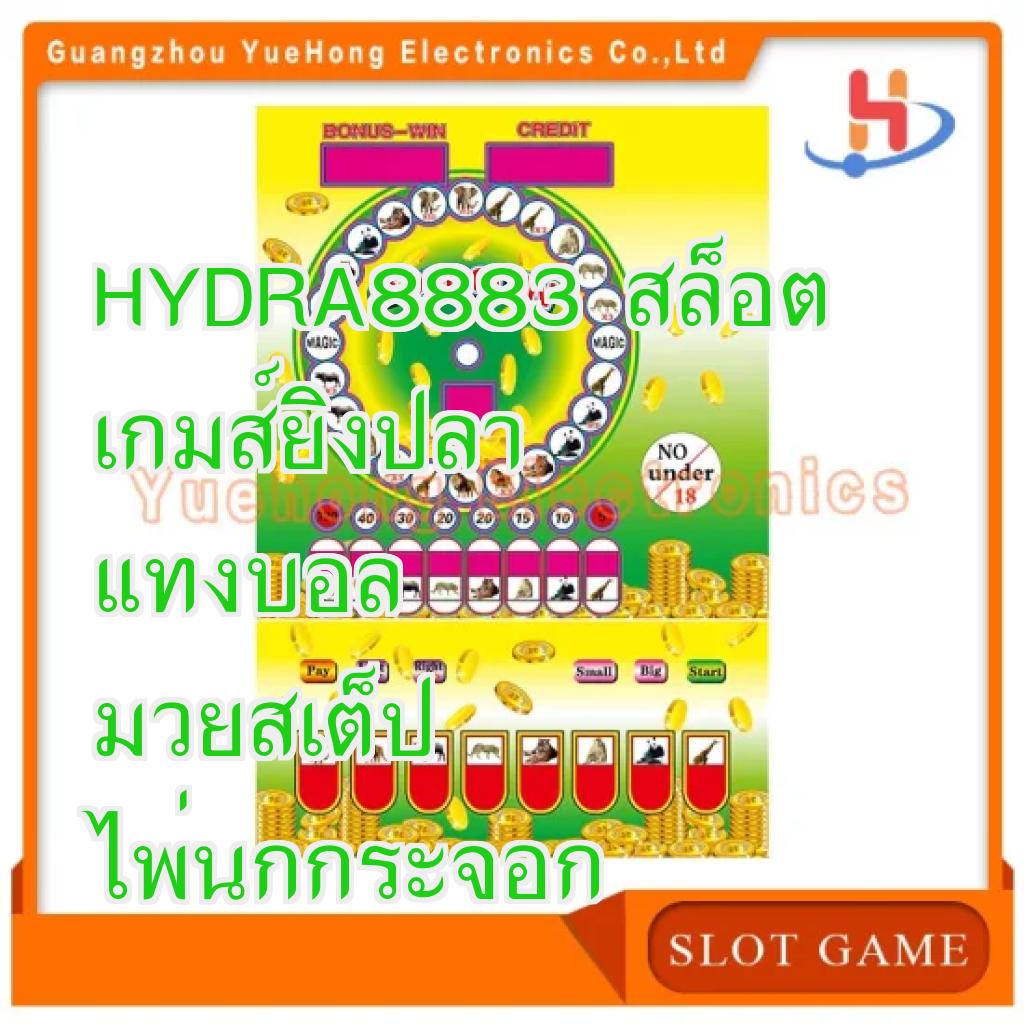 Guangzhou YueHong Electronics Co.,Ltd
BONUS-WIN CREDIT
HYDRA8883 สล็อต
MAGIC MAGIC
เกมส์ยิงปลา
NO under 18
Yuehong Electronics
40 30 20 20 15 10 5
แทงบอล
Pay Right Small Big Start
มวยสเต็ป
ไพ่นกกระจอก
SLOT GAME